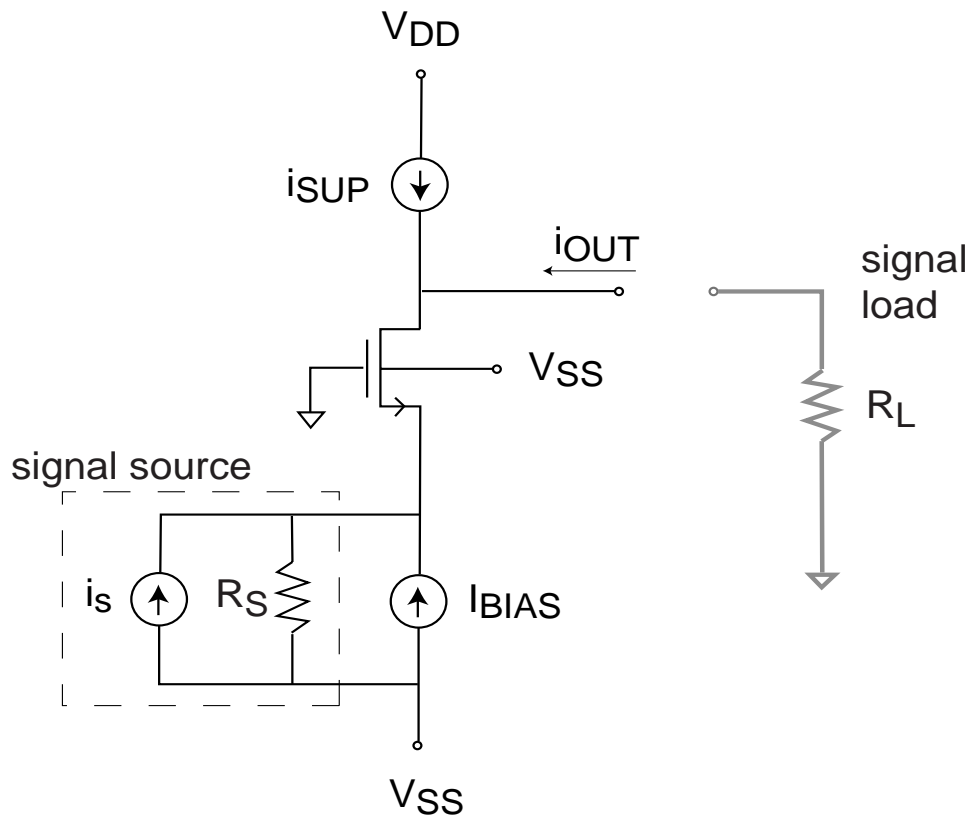 VDD
iSUP
iOUT
signal
load
VSS
RL
signal source
is
RS
IBIAS
VSS